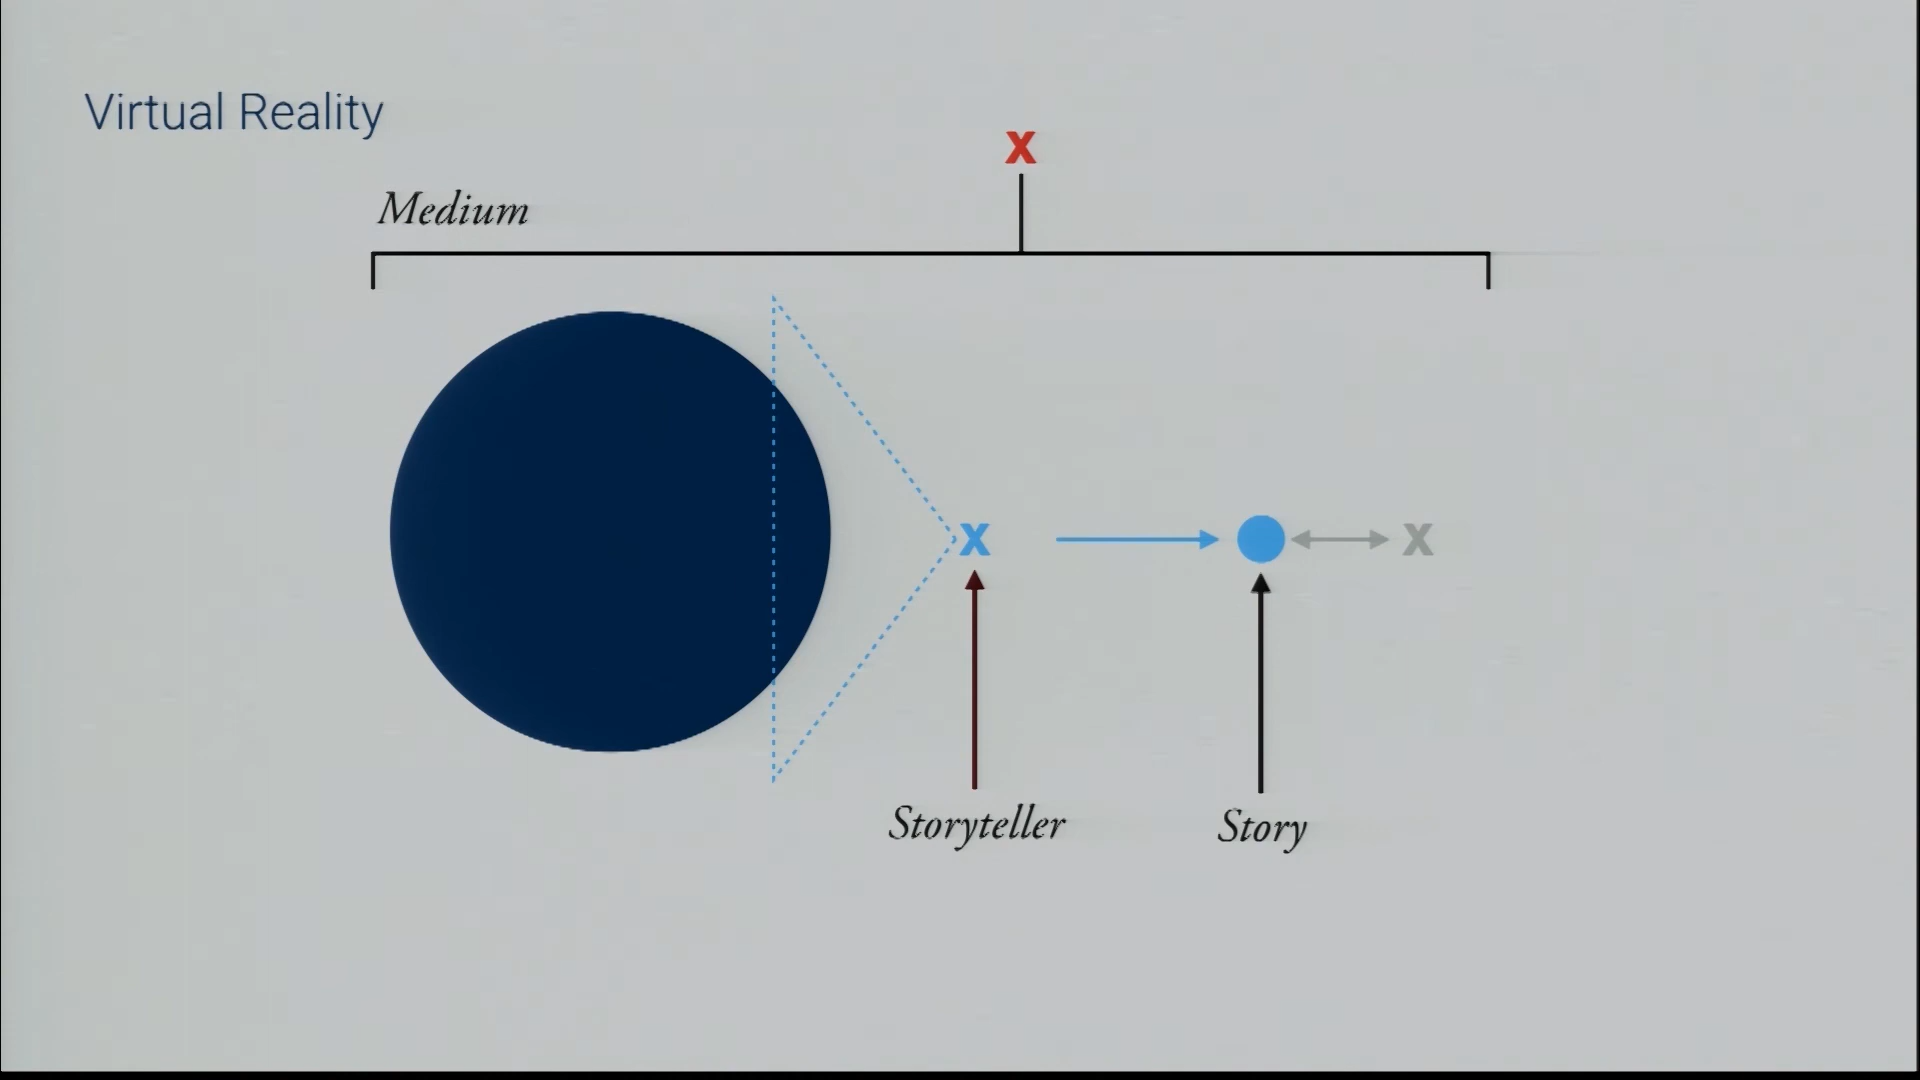 Virtual Reality
X
Medium
X
X
Storyteller
Story